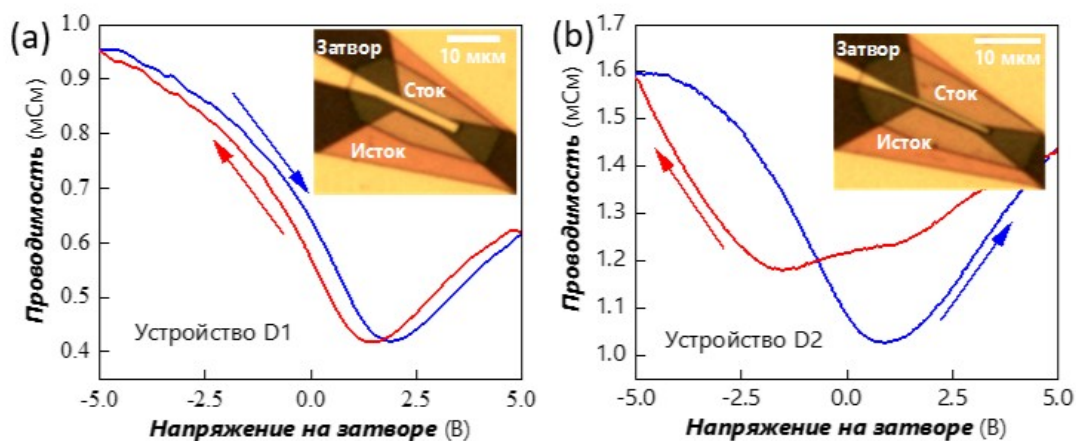 (a)
Проводимость (мСм)
1.0
0.9
0.8
0.7
0.6
0.5
0.4
Затвор
10 мкм
Сток
Исток
Устройство D1
-5.0 -2.5 0.0 2.5 5.0
Напряжение на затворе (В)
(b)
Проводимость (мСм)
1.7
1.6
1.5
1.4
1.3
1.2
1.1
1.0
Затвор
10 мкм
Сток
Исток
Устройство D2
-5.0 -2.5 0.0 2.5 5.0
Напряжение на затворе (В)